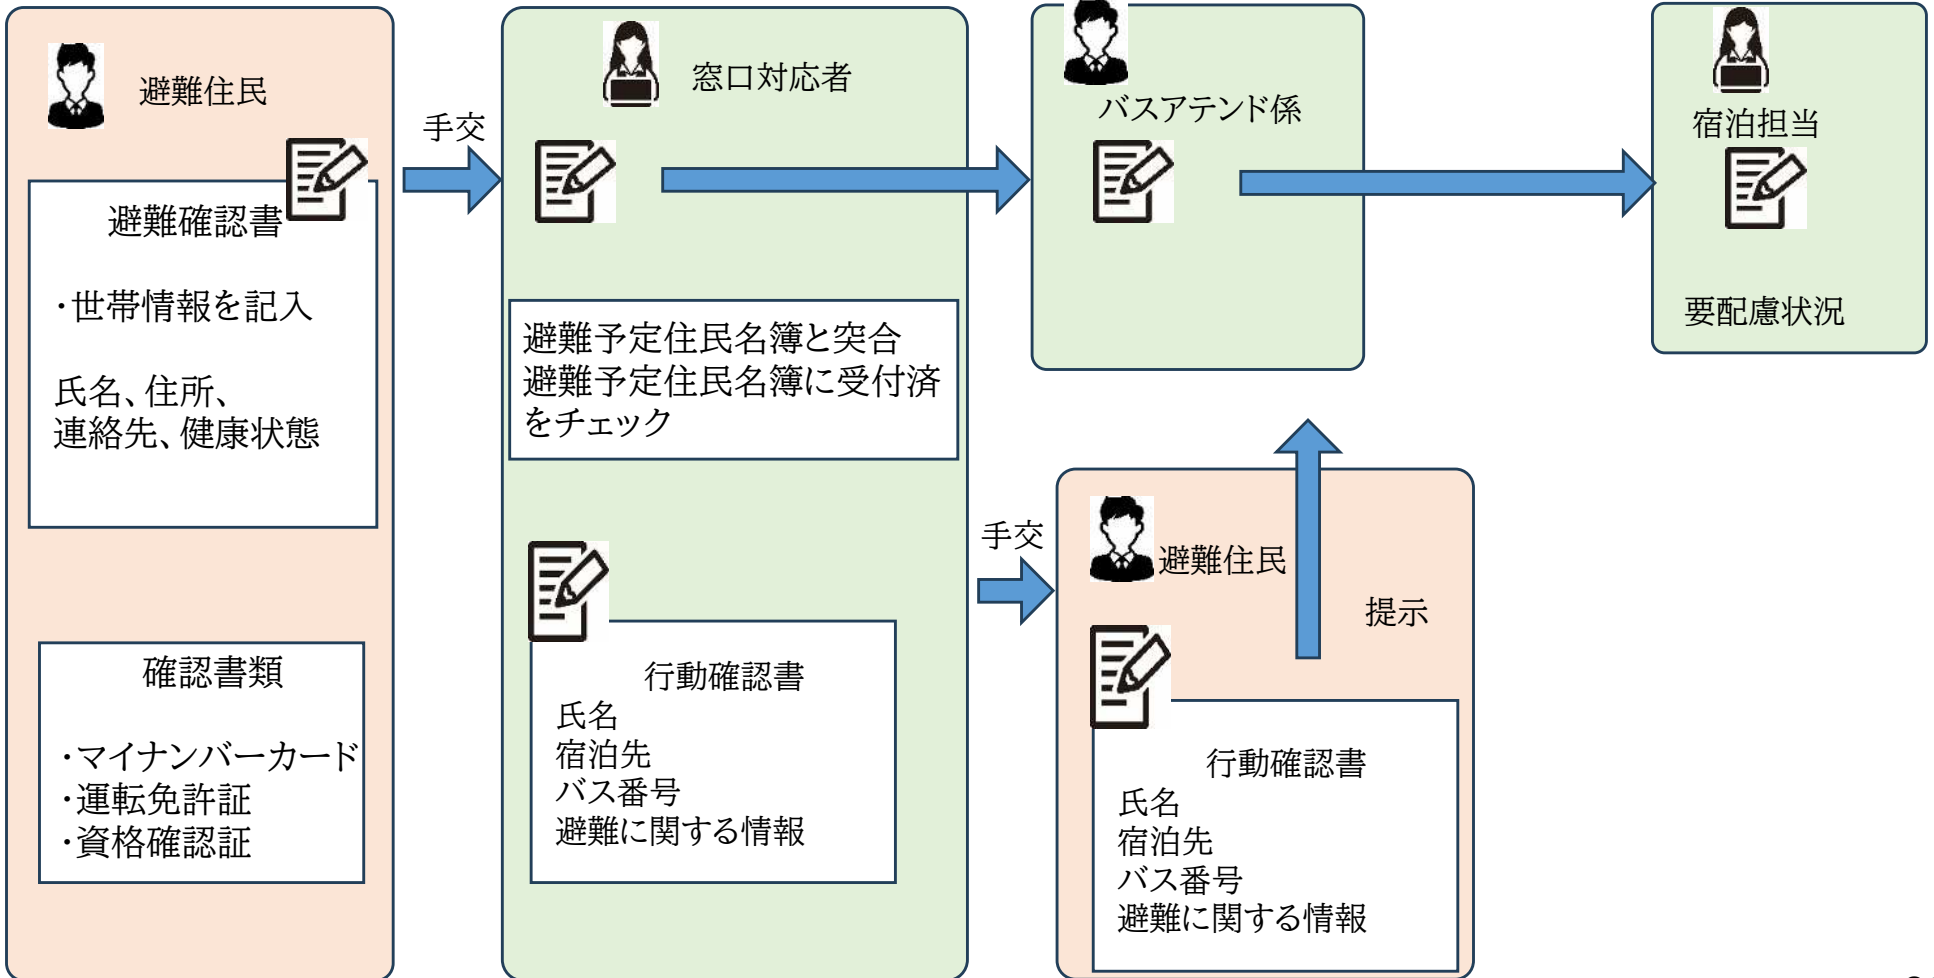 避難住民
避難確認書
・世帯情報を記入
氏名、住所、
連絡先、健康状態
確認書類
・マイナンバーカード
・運転免許証
・資格確認証
手交
窓口対応者
避難予定住民名簿と突合
避難予定住民名簿に受付済
をチェック
行動確認書
氏名
宿泊先
バス番号
避難に関する情報
手交
バスアテンド係
避難住民
提示
行動確認書
氏名
宿泊先
バス番号
避難に関する情報
宿泊担当
要配慮状況